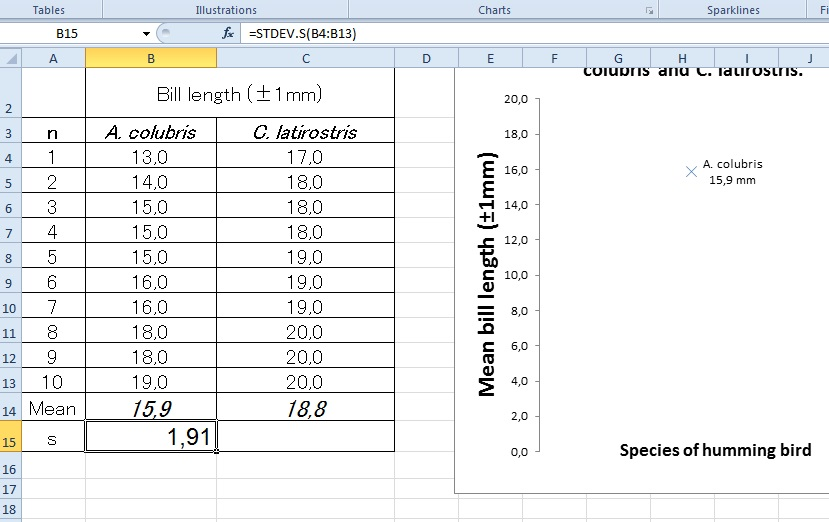 Tables Illustrations Charts Sparklines Fi
B15 fx =STDEV.S(B4:B13)
A B C D E F G H I J
2 Bill length (±1mm)
3 n A. colubris C. latirostris
4 1 13,0 17,0
5 2 14,0 18,0
6 3 15,0 18,0
7 4 15,0 18,0
8 5 15,0 19,0
9 6 16,0 19,0
10 7 16,0 19,0
11 8 18,0 20,0
12 9 18,0 20,0
13 10 19,0 20,0
14 Mean 15,9 18,8
15 s 1,91
16
17
18
colubris and C. latirostris.
Mean bill length (±1mm)
20,0
18,0
16,0
14,0
12,0
10,0
8,0
6,0
4,0
2,0
0,0
A. colubris
15,9 mm
Species of humming bird